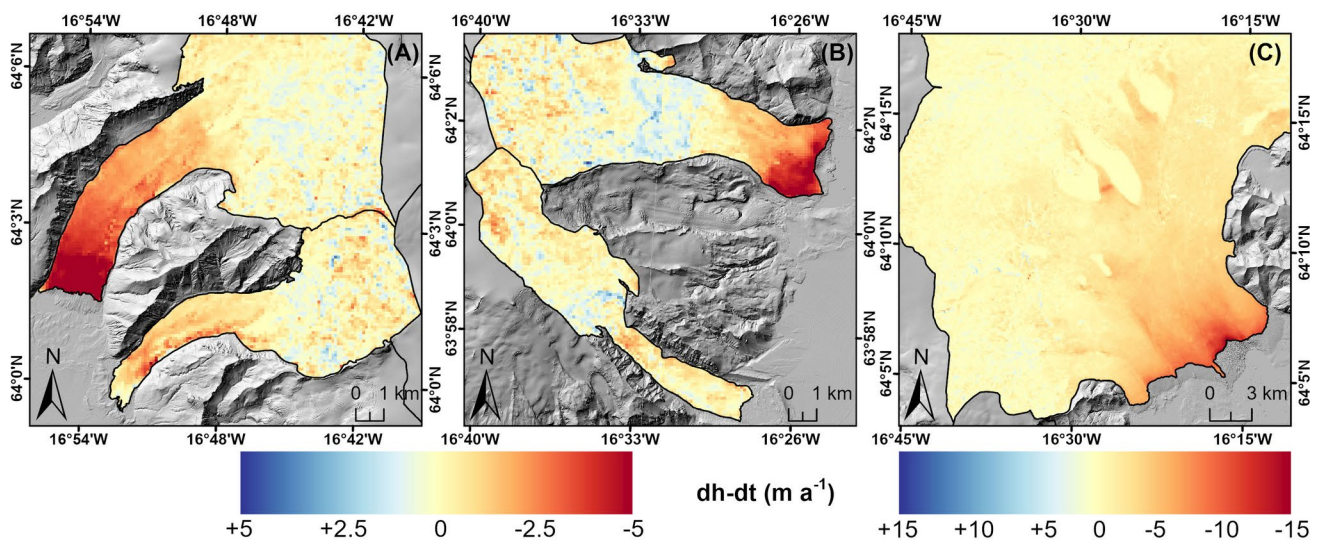 16°54'W 16°48'W 16°42'W 16°40'W 16°33'W 16°26'W 16°45'W 16°30'W 16°15'W
(A) (B) (C)
64°6'N 64°3'N 64°0'N
64°6'N 64°3'N 64°0'N
64°2'N 64°0'N 63°58'N
64°2'N 64°0'N 63°58'N
64°15'N 64°10'N 64°5'N
64°15'N 64°10'N 64°5'N
N N N
0 1 km 0 1 km 0 3 km
16°54'W 16°48'W 16°42'W 16°40'W 16°33'W 16°26'W 16°45'W 16°30'W 16°15'W
dh-dt (m a⁻¹)
+5 +2.5 0 -2.5 -5 +15 +10 +5 0 -5 -10 -15